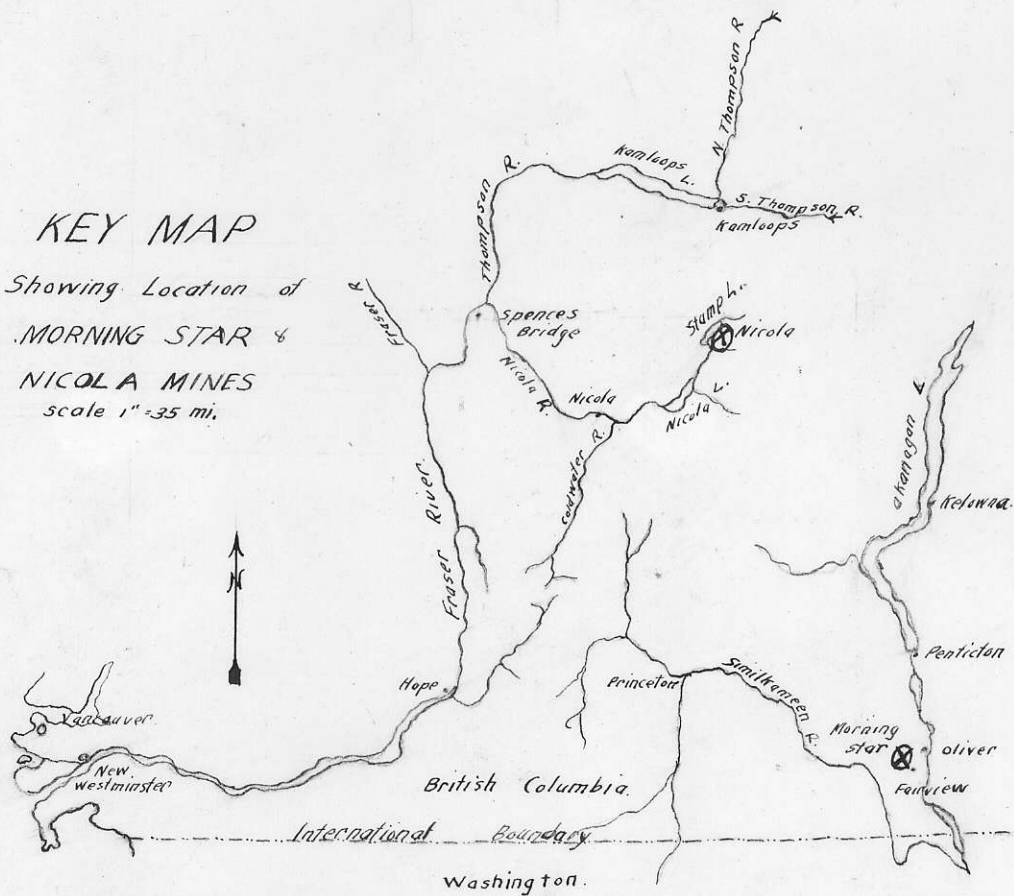 KEY MAP
Showing Location of
MORNING STAR &
NICOLA MINES
scale 1"=35 mi.
N Thompson R
Kamloops
L.
S. Thompson R.
Kamloops
Thompson R.
Fraser R
Spences
Bridge
Stamp L.
Nicola
Nicola R.
Nicola
Nicola L.
Coldwater R.
Fraser River
N
Okanagan L
Kelowna
Penticton
Hope
Princeton
Similkameen R.
Morning
Star
Oliver
Fairview
Vancouver
New
Westminster
British Columbia.
International Boundary
Washington.